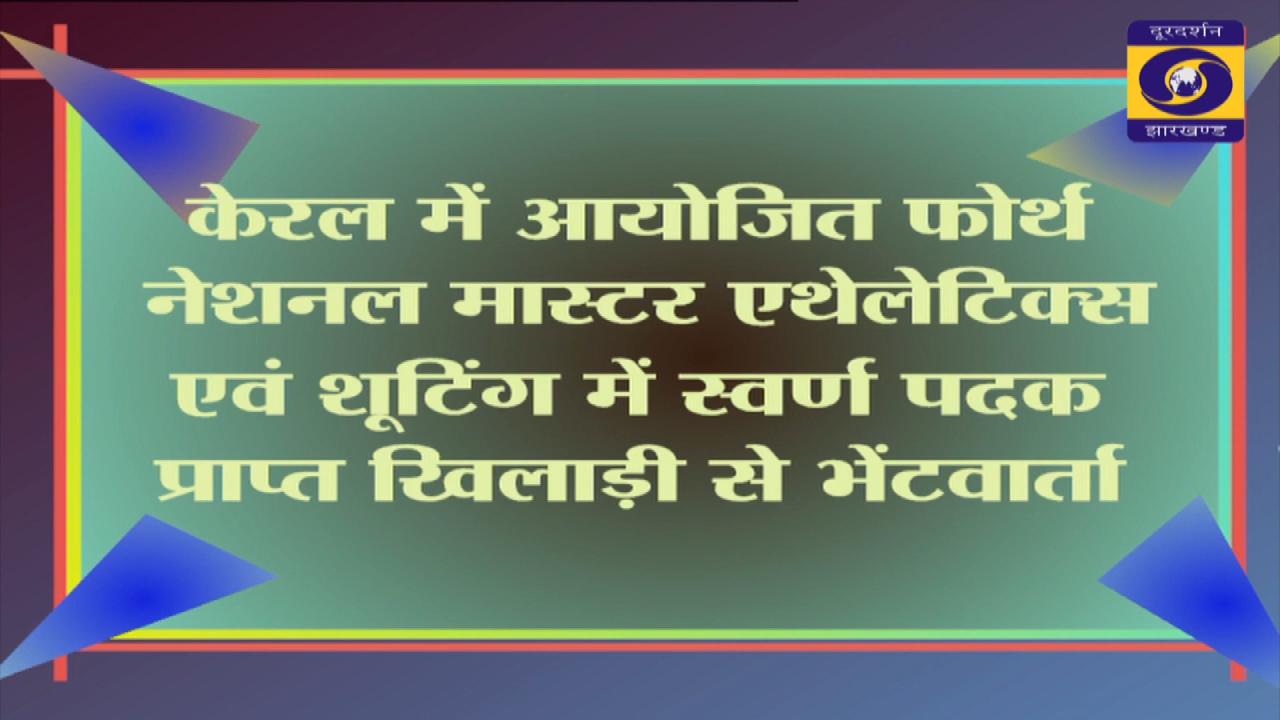 दूरदर्शन
झारखण्ड
केरल में आयोजित फोर्थ
नेशनल मास्टर एथेलेटिक्स
एवं शूटिंग में स्वर्ण पदक
प्राप्त खिलाड़ी से भेंटवार्ता